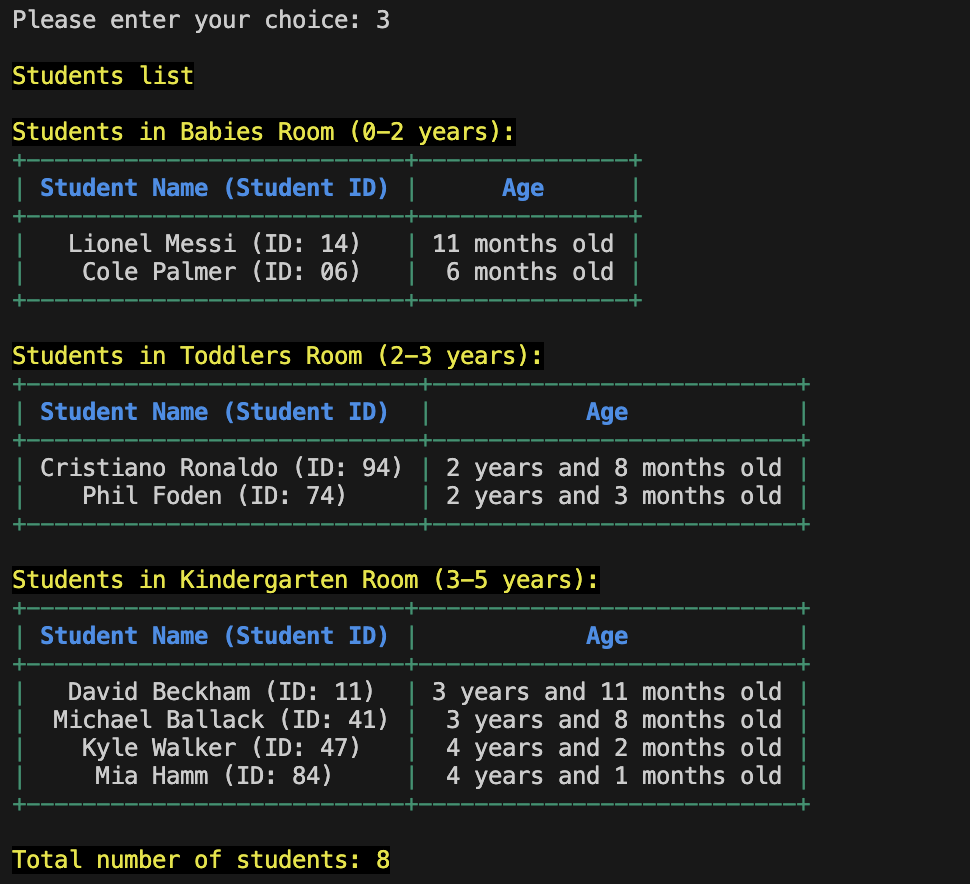 Please enter your choice: 3
Students list
Students in Babies Room (0-2 years):
+----------------------------+----------------+
| Student Name (Student ID) |      Age      |
+----------------------------+----------------+
|   Lionel Messi (ID: 14)   | 11 months old |
|    Cole Palmer (ID: 06)   |  6 months old |
+----------------------------+----------------+
Students in Toddlers Room (2-3 years):
+-----------------------------+---------------------------+
| Student Name (Student ID)  |           Age            |
+-----------------------------+---------------------------+
| Cristiano Ronaldo (ID: 94) | 2 years and 8 months old |
|    Phil Foden (ID: 74)     | 2 years and 3 months old |
+-----------------------------+---------------------------+
Students in Kindergarten Room (3-5 years):
+----------------------------+----------------------------+
| Student Name (Student ID) |            Age            |
+----------------------------+----------------------------+
|   David Beckham (ID: 11)  | 3 years and 11 months old |
|  Michael Ballack (ID: 41) |  3 years and 8 months old |
|    Kyle Walker (ID: 47)   |  4 years and 2 months old |
|     Mia Hamm (ID: 84)     |  4 years and 1 months old |
+----------------------------+----------------------------+
Total number of students: 8